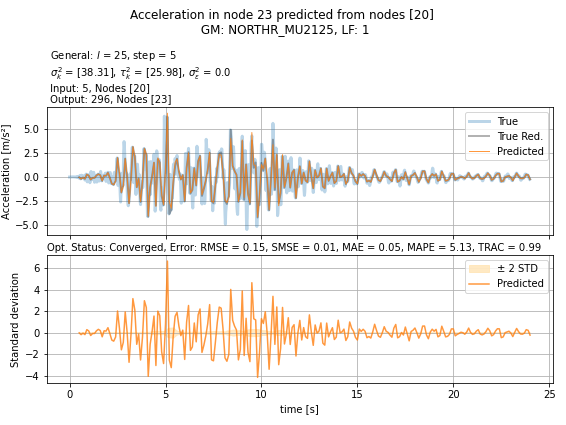 Acceleration in node 23 predicted from nodes [20]
GM: NORTHR_MU2125, LF: 1
General: l = 25, step = 5
σ²ₖ = [38.31], τ²ₖ = [25.98], σ²ε = 0.0
Input: 5, Nodes [20]
Output: 296, Nodes [23]
Acceleration [m/s²]
5.0
2.5
0.0
−2.5
−5.0
True
True Red.
Predicted
Opt. Status: Converged, Error: RMSE = 0.15, SMSE = 0.01, MAE = 0.05, MAPE = 5.13, TRAC = 0.99
Standard deviation
6
4
2
0
−2
−4
± 2 STD
Predicted
0 5 10 15 20 25
time [s]